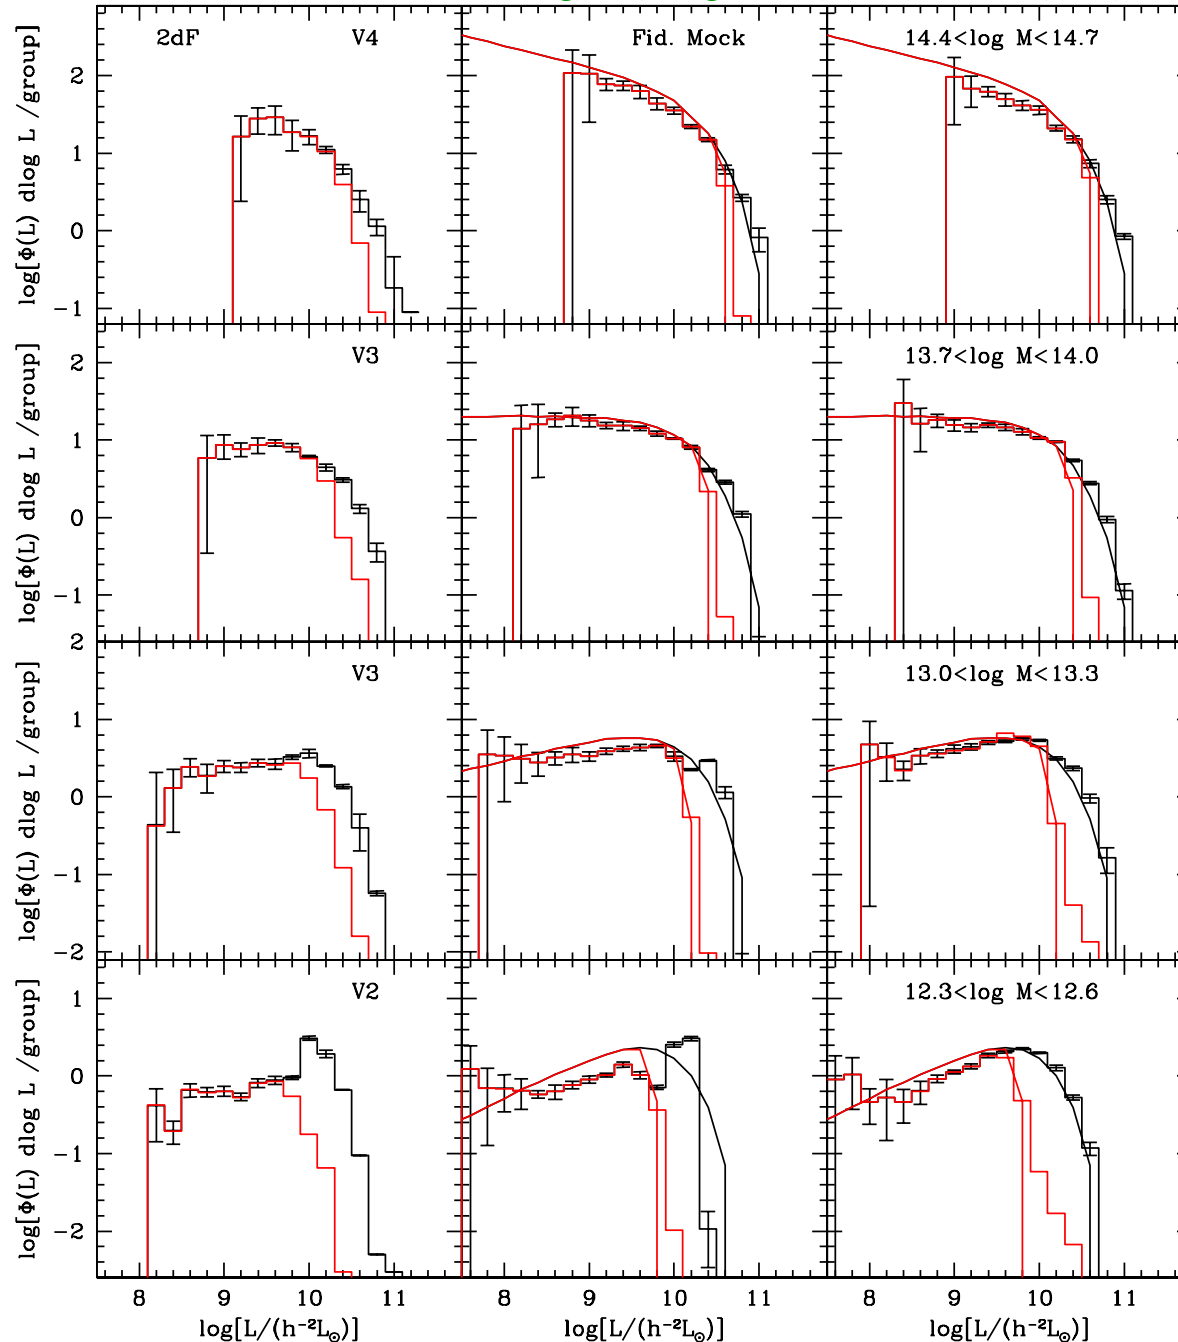 2dF V4 Fid. Mock 14.4<log M<14.7
log[Φ(L) dlog L /group]
2
1
0
−1
V3 13.7<log M<14.0
log[Φ(L) dlog L /group]
2
1
0
−1
V3 13.0<log M<13.3
log[Φ(L) dlog L /group]
2
1
0
−1
−2
V2 12.3<log M<12.6
log[Φ(L) dlog L /group]
1
0
−1
−2
8 9 10 11 8 9 10 11 8 9 10 11
log[L/(h⁻²L⊙)] log[L/(h⁻²L⊙)] log[L/(h⁻²L⊙)]